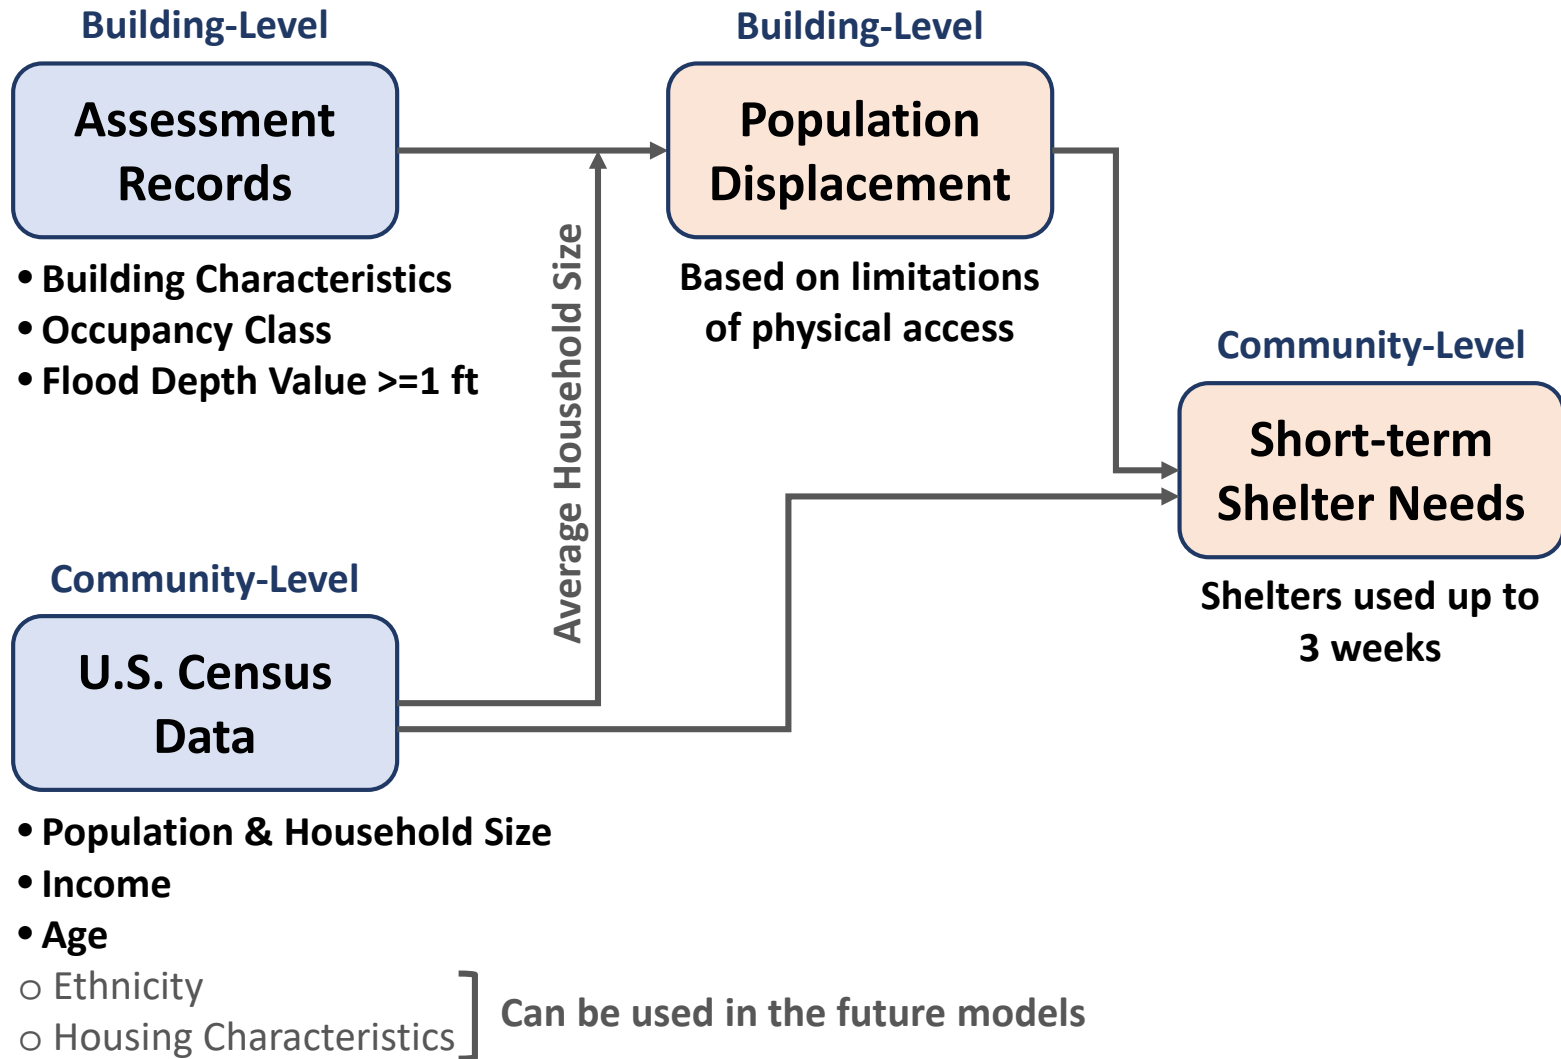 Building-Level
Assessment
Records
• Building Characteristics
• Occupancy Class
• Flood Depth Value >=1 ft
Average Household Size
Building-Level
Population
Displacement
Based on limitations
of physical access
Community-Level
Short-term
Shelter Needs
Shelters used up to
3 weeks
Community-Level
U.S. Census
Data
• Population & Household Size
• Income
• Age
o Ethnicity
o Housing Characteristics
Can be used in the future models